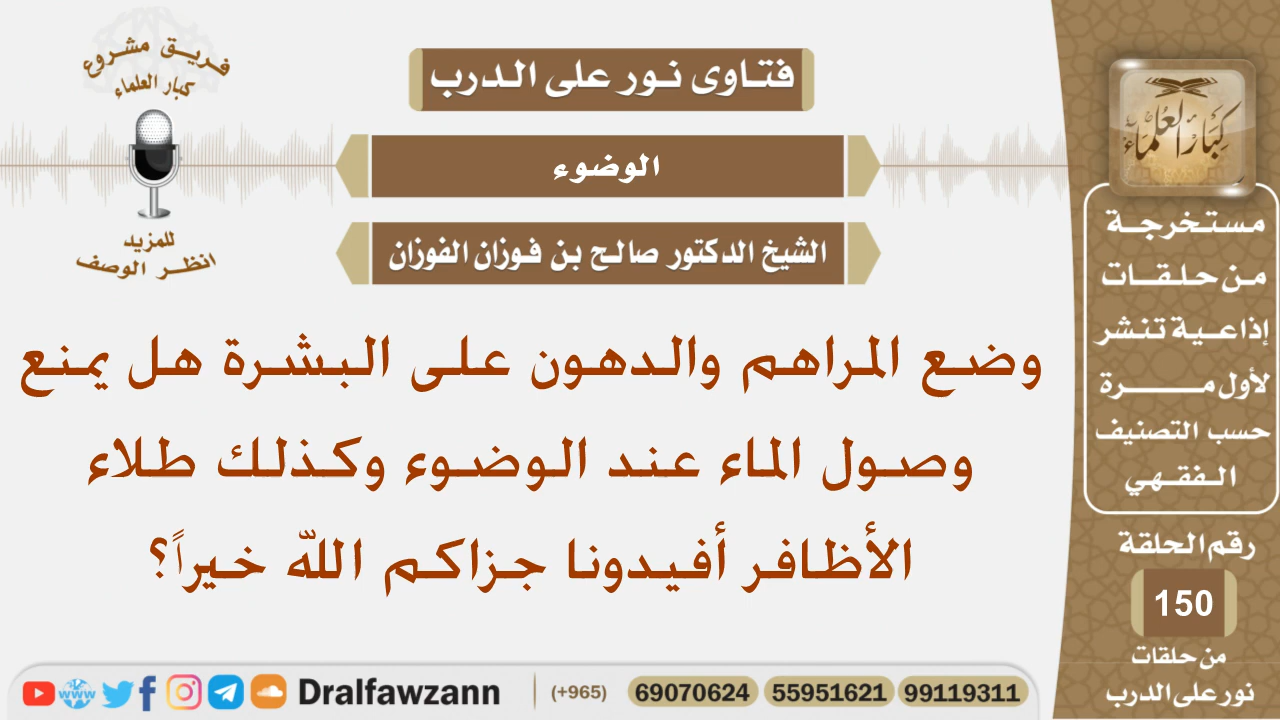 فريق مشروع
كبار العلماء
للمزيد
انظر الوصف
فتاوى نور على الدرب
الوضوء
الشيخ الدكتور صالح بن فوزان الفوزان
وضع المراهم والدهون على البشرة هل يمنع
وصول الماء عند الوضوء وكذلك طلاء
الأظافر أفيدونا جزاكم الله خيراً؟
كبار العلماء
مستخرجة
من حلقات
إذاعية تنشر
لأول مرة
حسب التصنيف
الفقهي
رقم الحلقة
150
من حلقات
نور على الدرب
Dralfawzann (+965) 69070624 55951621 99119311